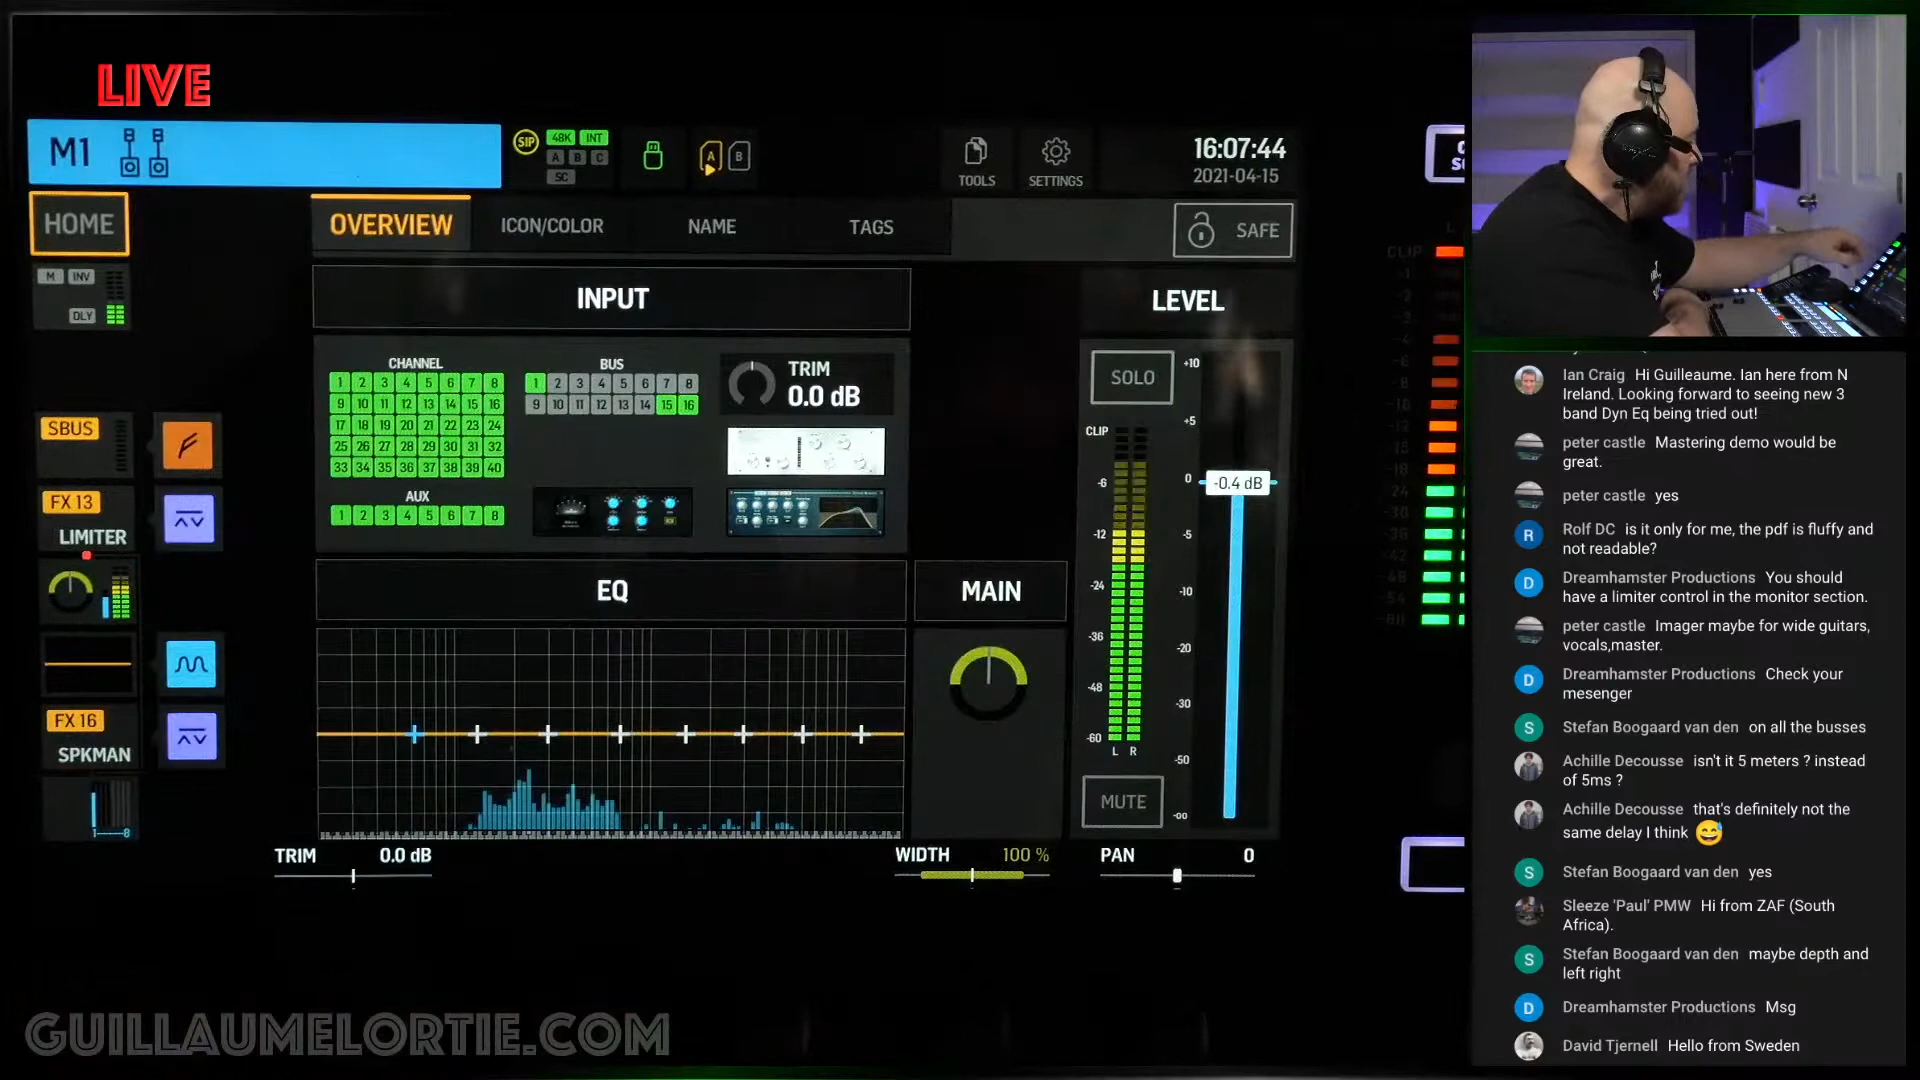 LIVE
M1
SIP
48K INT
A B C
SC
A B
TOOLS
SETTINGS
16:07:44
2021-04-15
HOME
OVERVIEW
ICON/COLOR
NAME
TAGS
SAFE
M INV
DLY
INPUT
LEVEL
CHANNEL
1 2 3 4 5 6 7 8
9 10 11 12 13 14 15 16
17 18 19 20 21 22 23 24
25 26 27 28 29 30 31 32
33 34 35 36 37 38 39 40
AUX
1 2 3 4 5 6 7 8
BUS
1 2 3 4 5 6 7 8
9 10 11 12 13 14 15 16
TRIM
0.0 dB
SOLO
CLIP
-6
-12
-24
-36
-48
-60
L R
+10
+5
0
-5
-10
-20
-30
-50
-oo
-0.4 dB
MUTE
SBUS
FX 13
LIMITER
FX 16
SPKMAN
1 8
EQ
MAIN
TRIM 0.0 dB
WIDTH 100 %
PAN 0
CLIP
GUILLAUMELORTIE.COM
Ian Craig Hi Guilleaume. Ian here from N
Ireland. Looking forward to seeing new 3
band Dyn Eq being tried out!
peter castle Mastering demo would be
great.
peter castle yes
R
Rolf DC is it only for me, the pdf is fluffy and
not readable?
D
Dreamhamster Productions You should
have a limiter control in the monitor section.
peter castle Imager maybe for wide guitars,
vocals,master.
D
Dreamhamster Productions Check your
mesenger
S
Stefan Boogaard van den on all the busses
Achille Decousse isn't it 5 meters ? instead
of 5ms ?
Achille Decousse that's definitely not the
same delay I think 😅
S
Stefan Boogaard van den yes
Sleeze 'Paul' PMW Hi from ZAF (South
Africa).
S
Stefan Boogaard van den maybe depth and
left right
D
Dreamhamster Productions Msg
David Tjernell Hello from Sweden